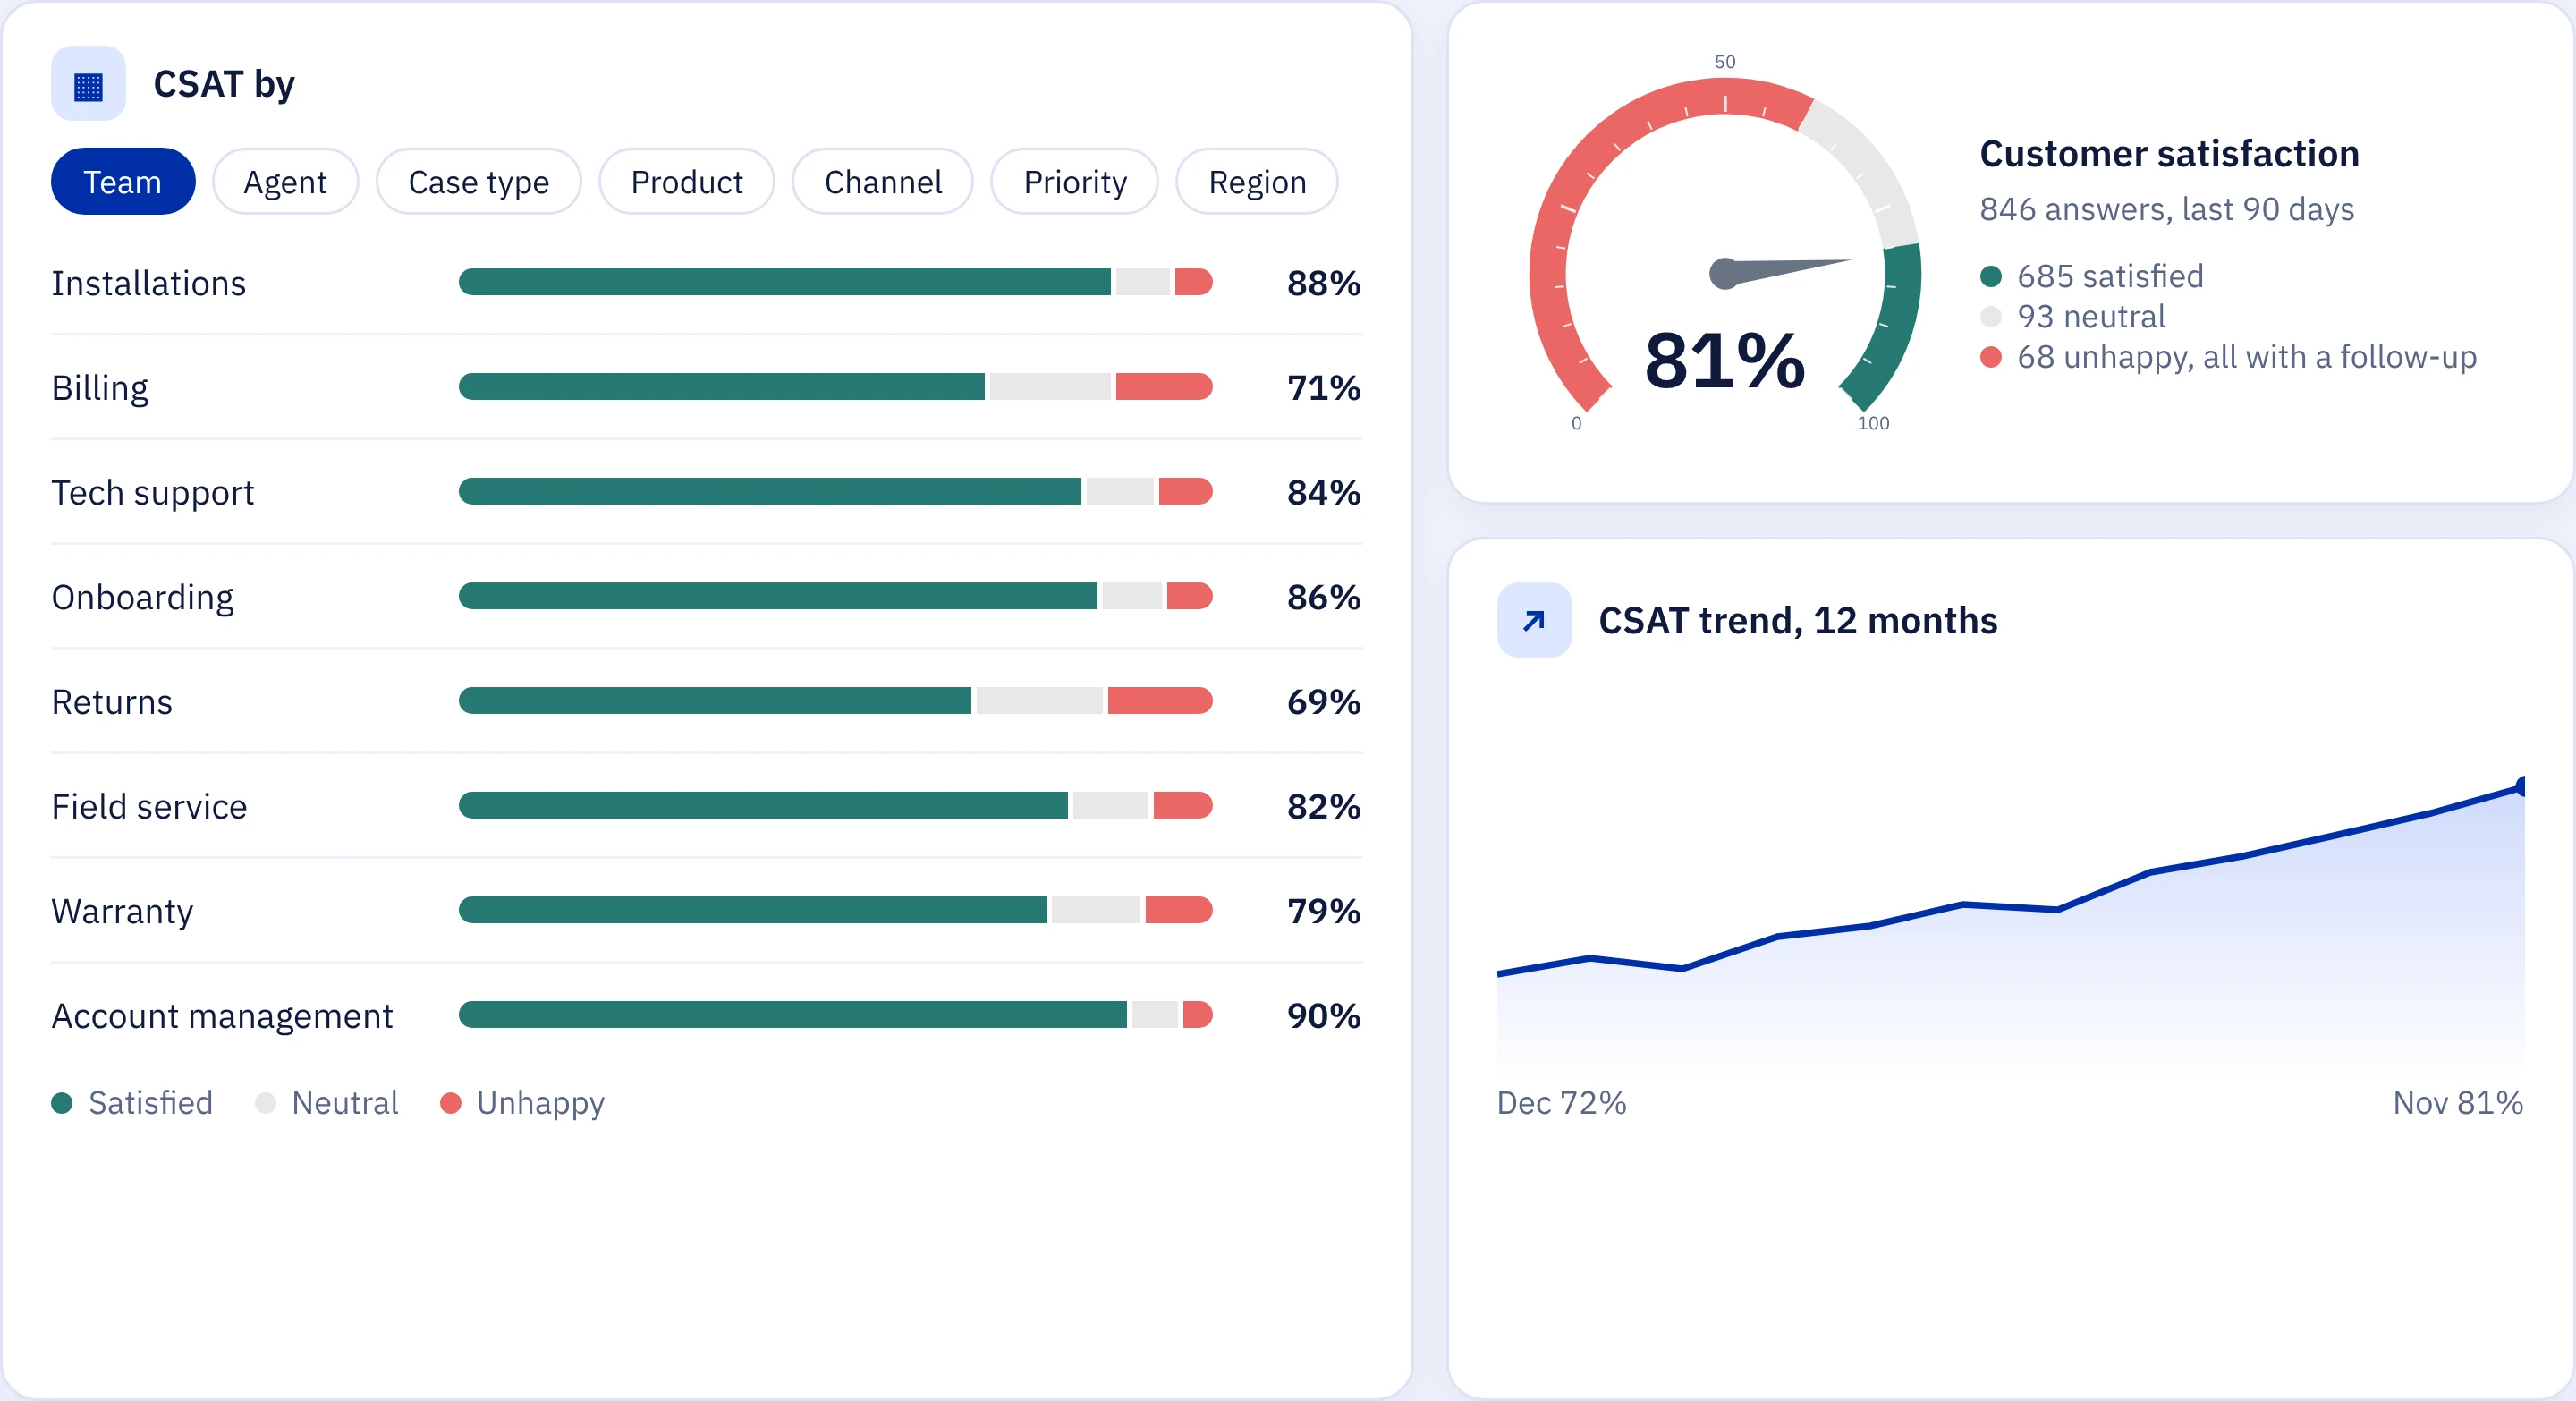 CSAT by
Team Agent Case type Product Channel Priority Region
Installations 88%
Billing 71%
Tech support 84%
Onboarding 86%
Returns 69%
Field service 82%
Warranty 79%
Account management 90%
Satisfied Neutral Unhappy
50
0 100
81%
Customer satisfaction
846 answers, last 90 days
685 satisfied
93 neutral
68 unhappy, all with a follow-up
CSAT trend, 12 months
Dec 72% Nov 81%